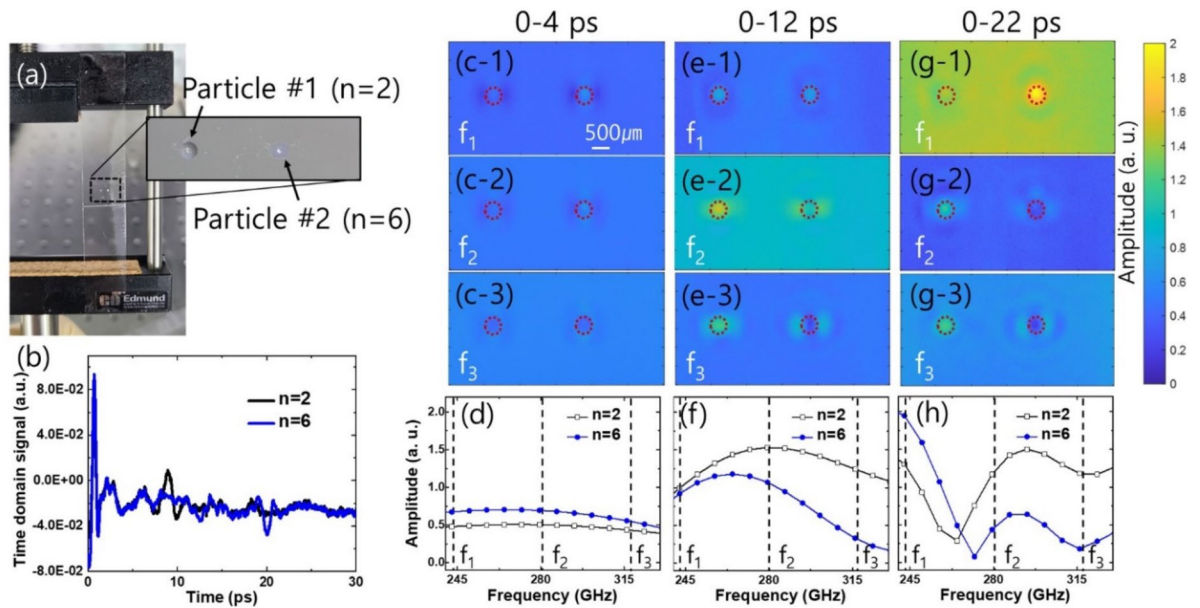 0-4 ps
0-12 ps
0-22 ps
(a)
Particle #1 (n=2)
Particle #2 (n=6)
Edmund
(c-1)
f1
500μm
(e-1)
f1
(g-1)
f1
(c-2)
f2
(e-2)
f2
(g-2)
f2
(c-3)
f3
(e-3)
f3
(g-3)
f3
2
1.8
1.6
1.4
1.2
1
0.8
0.6
0.4
0.2
0
Amplitude (a. u.)
(b)
n=2
n=6
8.0E-02
4.0E-02
0.0E+00
-4.0E-02
-8.0E-02
0
10
20
30
Time domain signal (a.u.)
Time (ps)
(d)
n=2
n=6
2.0
1.5
1.0
0.5
0.0
Amplitude (a. u.)
f1
f2
f3
245
280
315
Frequency (GHz)
(f)
n=2
n=6
f1
f2
f3
245
280
315
Frequency (GHz)
(h)
n=2
n=6
f1
f2
f3
245
280
315
Frequency (GHz)